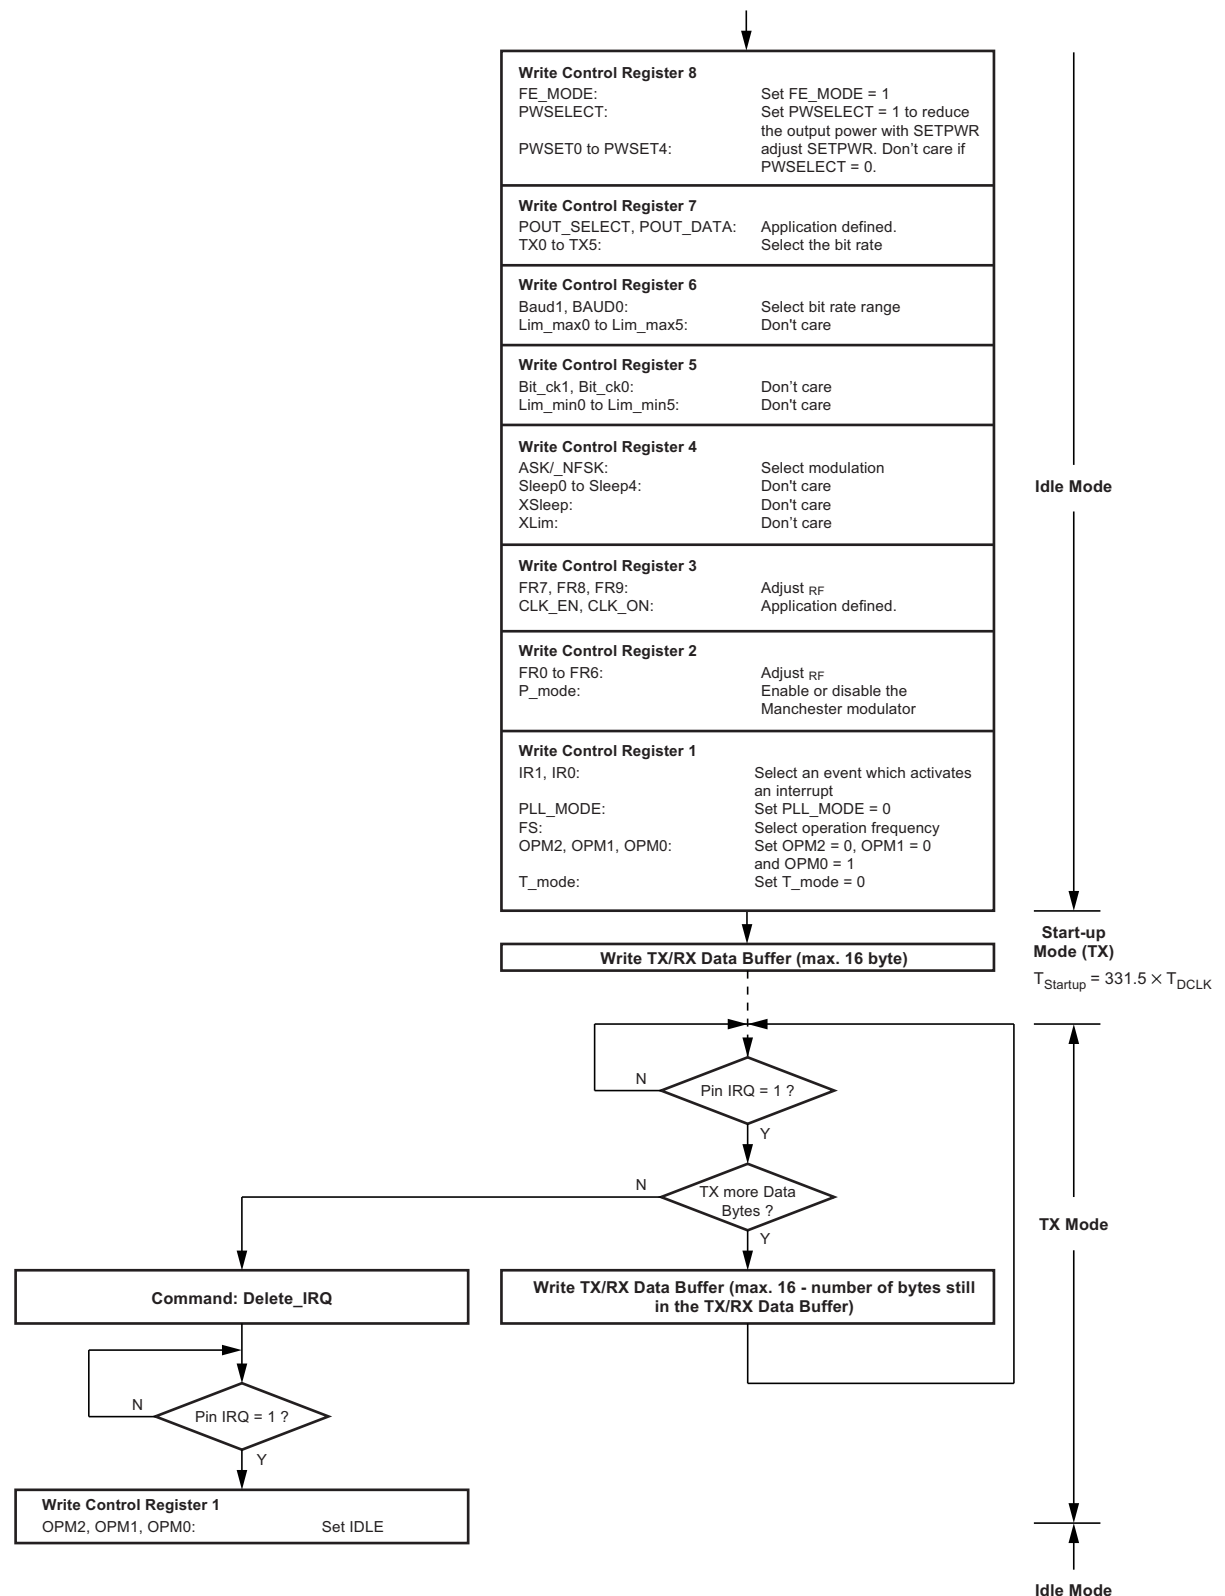 Write Control Register 8
FE_MODE: Set FE_MODE = 1
PWSELECT: Set PWSELECT = 1 to reduce
the output power with SETPWR
PWSET0 to PWSET4: adjust SETPWR. Don’t care if
PWSELECT = 0.
Write Control Register 7
POUT_SELECT, POUT_DATA: Application defined.
TX0 to TX5: Select the bit rate
Write Control Register 6
Baud1, BAUD0: Select bit rate range
Lim_max0 to Lim_max5: Don't care
Write Control Register 5
Bit_ck1, Bit_ck0: Don’t care
Lim_min0 to Lim_min5: Don't care
Write Control Register 4
ASK/_NFSK: Select modulation
Sleep0 to Sleep4: Don't care
XSleep: Don't care
XLim: Don’t care
Idle Mode
Write Control Register 3
FR7, FR8, FR9: Adjust RF
CLK_EN, CLK_ON: Application defined.
Write Control Register 2
FR0 to FR6: Adjust RF
P_mode: Enable or disable the
Manchester modulator
Write Control Register 1
IR1, IR0: Select an event which activates
an interrupt
PLL_MODE: Set PLL_MODE = 0
FS: Select operation frequency
OPM2, OPM1, OPM0: Set OPM2 = 0, OPM1 = 0
and OPM0 = 1
T_mode: Set T_mode = 0
Start-up
Mode (TX)
TStartup = 331.5 × TDCLK
Write TX/RX Data Buffer (max. 16 byte)
N
Pin IRQ = 1 ?
Y
N
TX more Data
Bytes ?
Y
TX Mode
Write TX/RX Data Buffer (max. 16 - number of bytes still
in the TX/RX Data Buffer)
Command: Delete_IRQ
N
Pin IRQ = 1 ?
Y
Write Control Register 1
OPM2, OPM1, OPM0: Set IDLE
Idle Mode